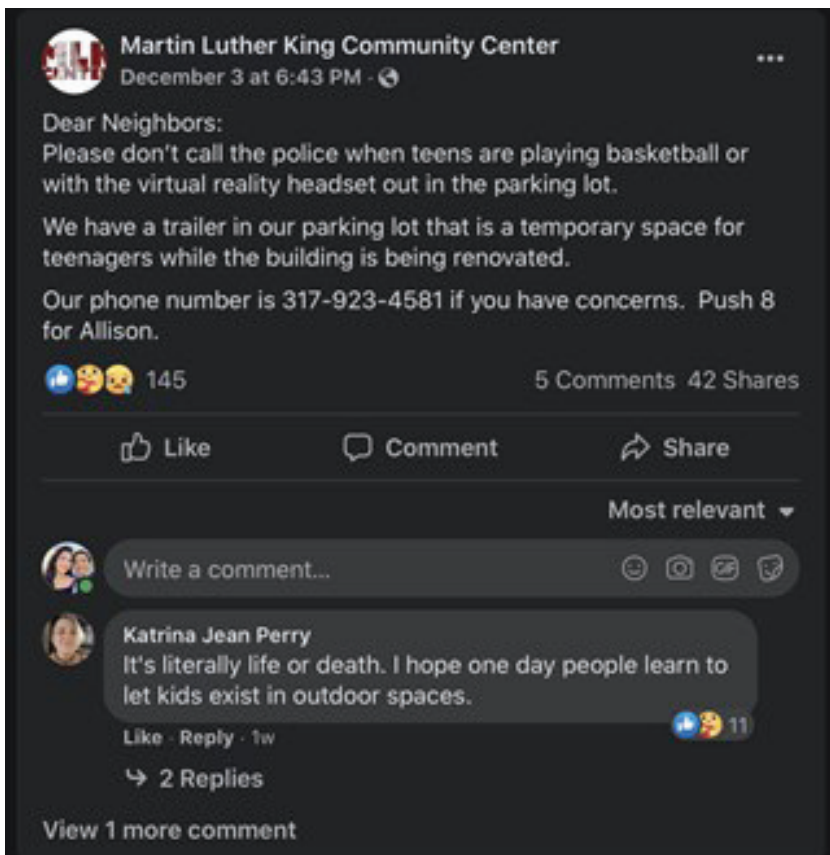 Martin Luther King Community Center
December 3 at 6:43 PM ·
Dear Neighbors:
Please don't call the police when teens are playing basketball or
with the virtual reality headset out in the parking lot.
We have a trailer in our parking lot that is a temporary space for
teenagers while the building is being renovated.
Our phone number is 317-923-4581 if you have concerns. Push 8
for Allison.
145
5 Comments 42 Shares
Like Comment Share
Most relevant
Write a comment...
GIF
Katrina Jean Perry
It's literally life or death. I hope one day people learn to
let kids exist in outdoor spaces.
11
Like · Reply · 1w
2 Replies
View 1 more comment